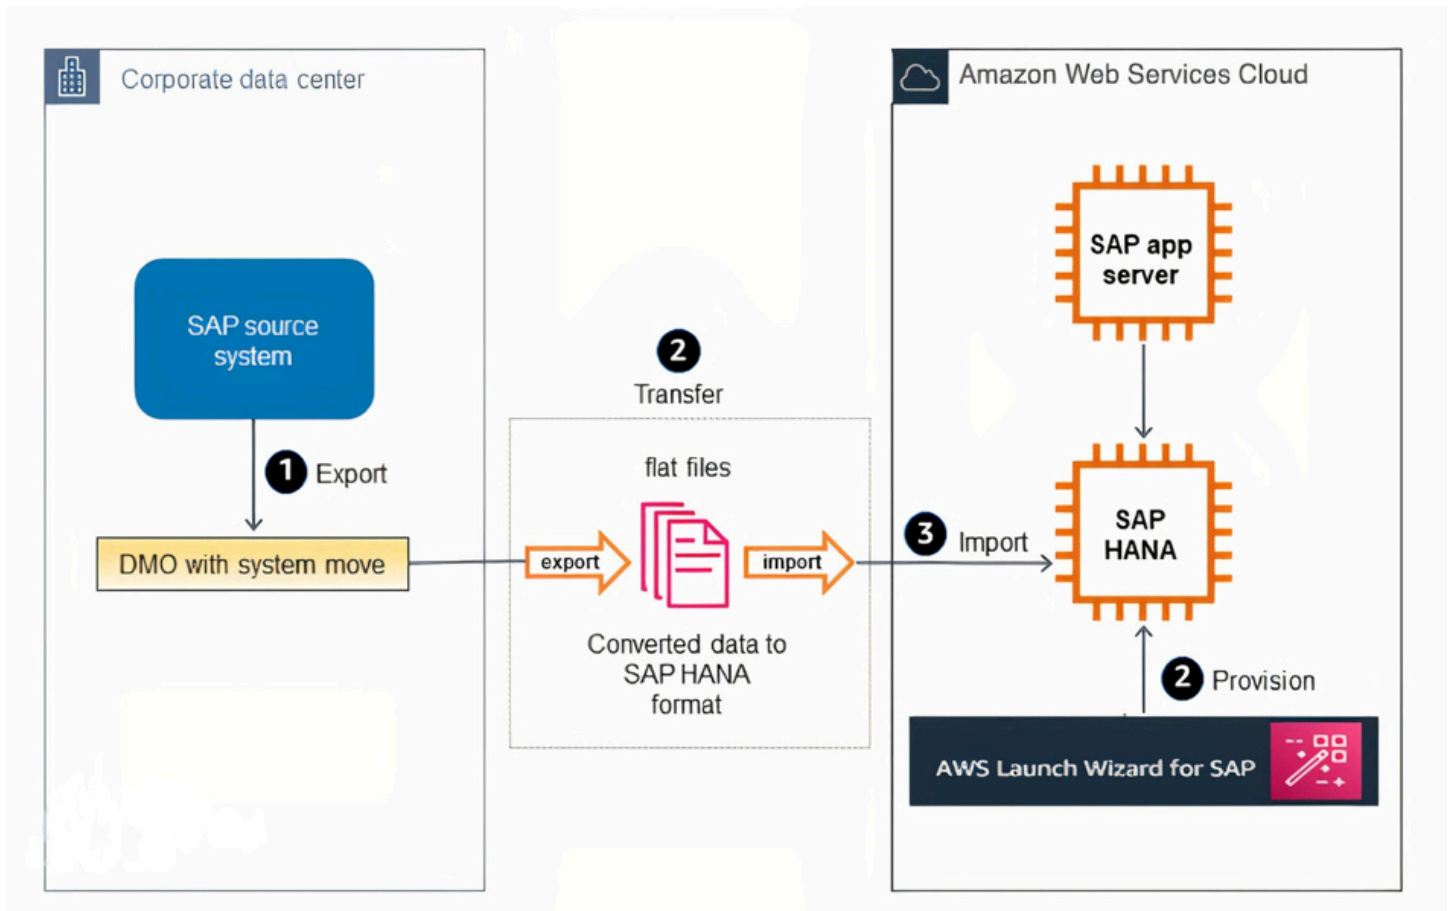 Corporate data center
SAP source
system
1 Export
DMO with system move
2
Transfer
flat files
export
import
Converted data to
SAP HANA
format
Amazon Web Services Cloud
SAP app
server
3 Import
SAP
HANA
2 Provision
AWS Launch Wizard for SAP